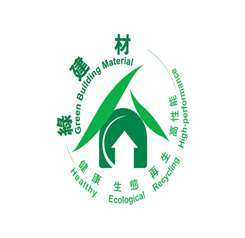 綠建材
Green Building Material
健康
Healthy
生態
Ecological
再生
Recycling
高性能
High-performance